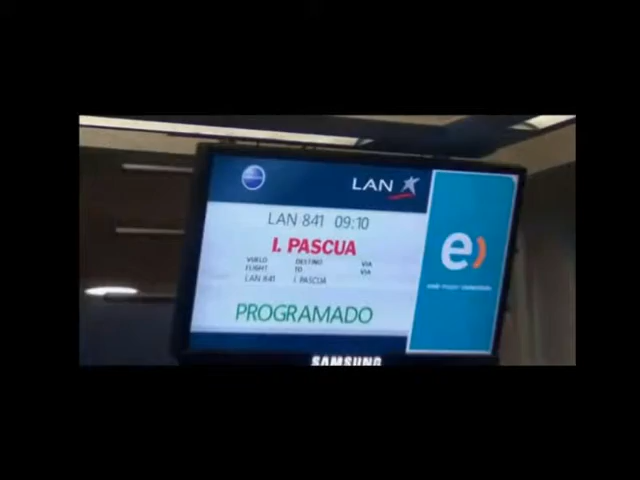 LAN
LAN 841 09:10
I. PASCUA
VUELO DESTINO VIA
FLIGHT TO VIA
LAN 841 I. PASCUA
PROGRAMADO
e)
SAMSUNG